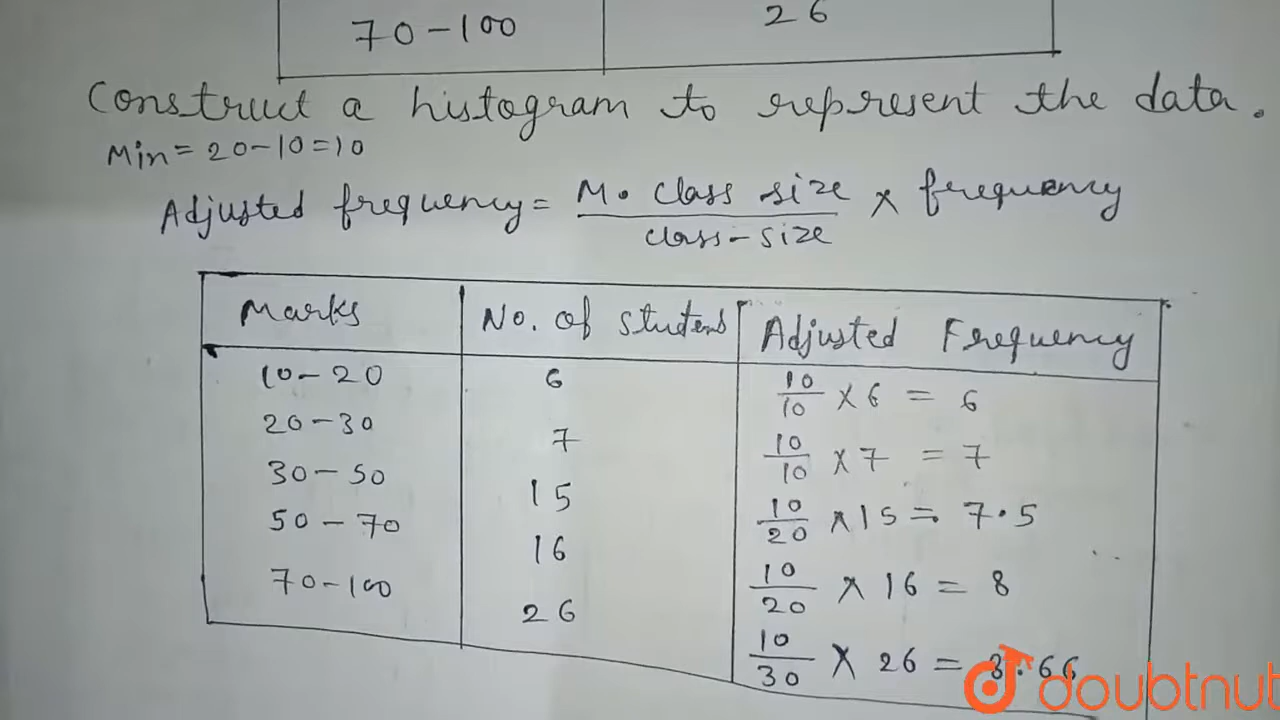 70-100 26
Construct a histogram to represent the data.
Min = 20-10=10
Adjusted frequency = M. Class size / class-size × frequency
Marks No. of students Adjusted Frequency
10-20 6 10/10 × 6 = 6
20-30 7 10/10 × 7 = 7
30-50 15 10/20 × 15 = 7.5
50-70 16 10/20 × 16 = 8
70-100 26 10/30 × 26 = 8.66
doubtnut